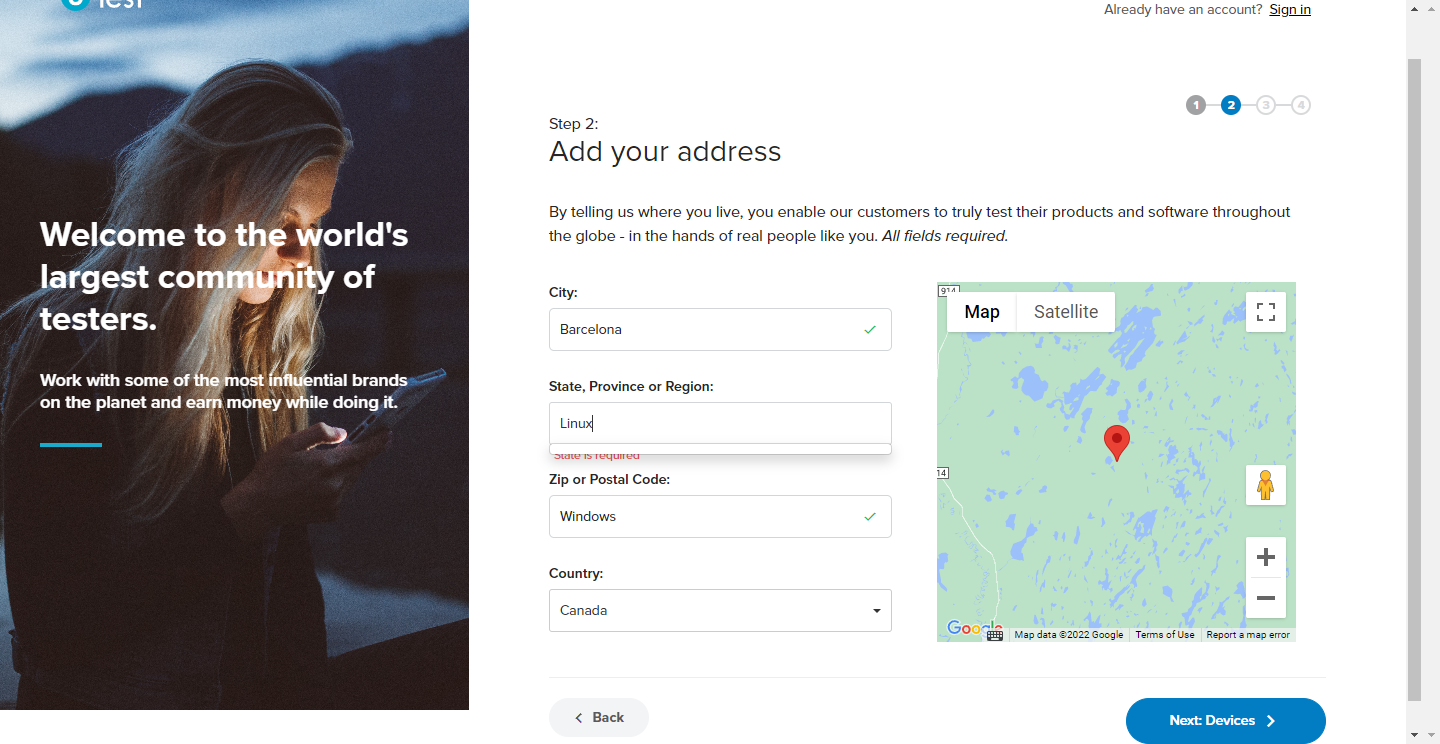 Test
Already have an account? Sign in
1 2 3 4
Step 2:
Add your address
By telling us where you live, you enable our customers to truly test their products and software throughout
the globe - in the hands of real people like you. All fields required.
Welcome to the world's
largest community of
testers.
Work with some of the most influential brands
on the planet and earn money while doing it.
City:
Barcelona
State, Province or Region:
Linux
State is required
Zip or Postal Code:
Windows
Country:
Canada
914
Map Satellite
14
Google
Map data ©2022 Google Terms of Use Report a map error
Back
Next: Devices